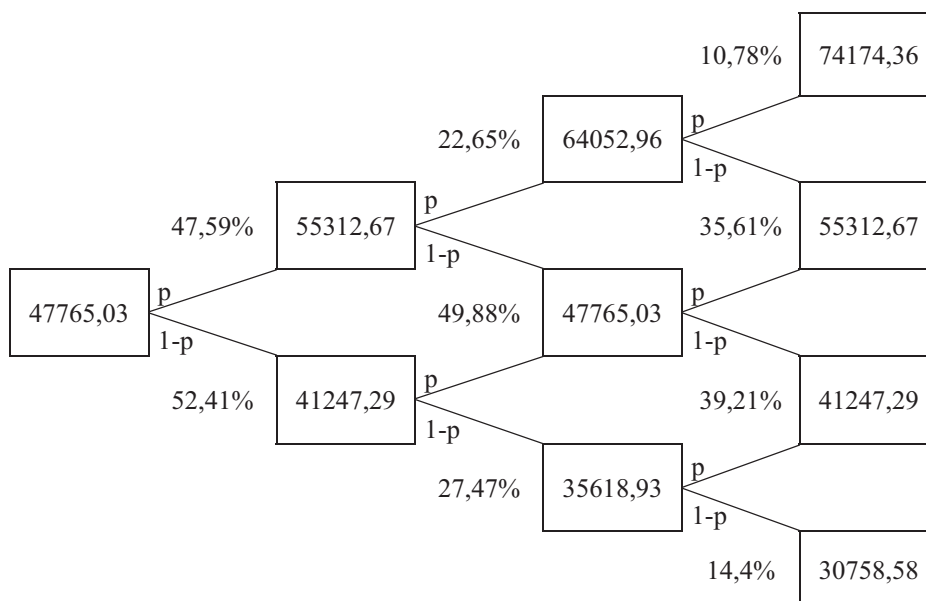 10,78% 74174,36
p
22,65% 64052,96
1-p
p
47,59% 55312,67 35,61% 55312,67
1-p
p p
47765,03 49,88% 47765,03
1-p 1-p
p
52,41% 41247,29 39,21% 41247,29
1-p
p
27,47% 35618,93
1-p
14,4% 30758,58